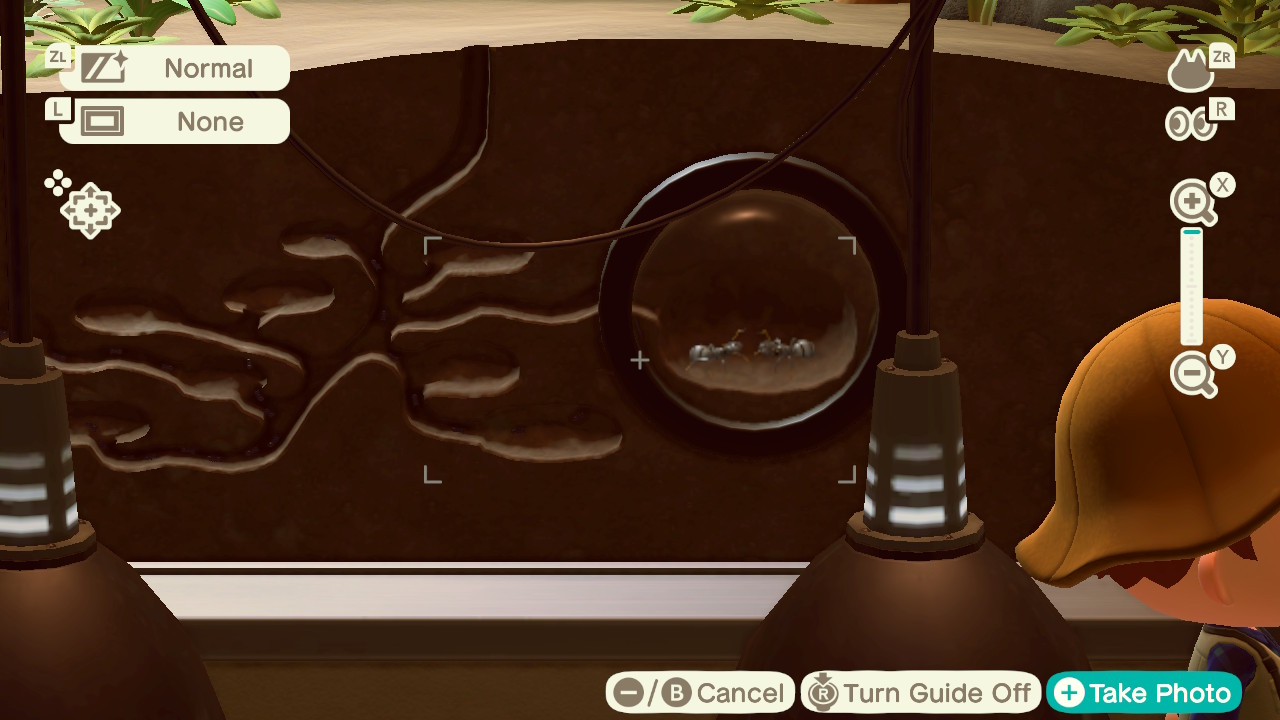 ZL Normal
L None
ZR
R
X
Y
-/B Cancel
R Turn Guide Off
+ Take Photo